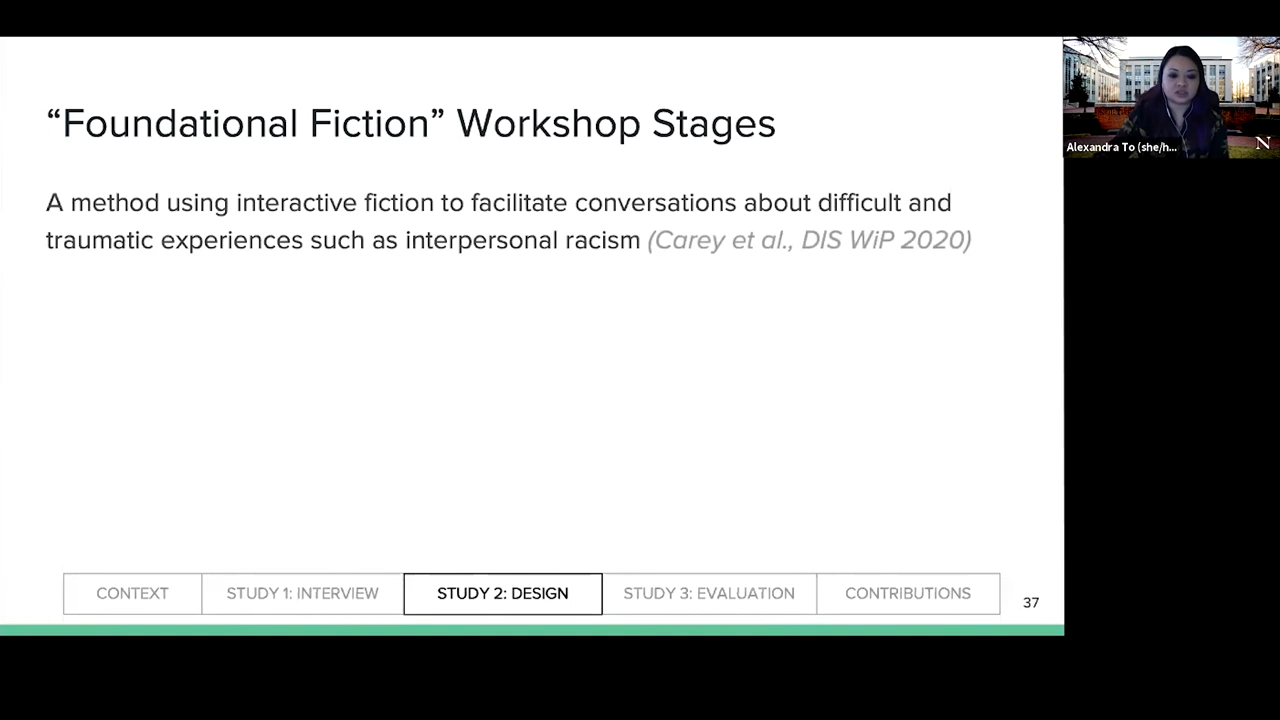 “Foundational Fiction” Workshop Stages
A method using interactive fiction to facilitate conversations about difficult and
traumatic experiences such as interpersonal racism (Carey et al., DIS WiP 2020)
Alexandra To (she/h...
N
CONTEXT
STUDY 1: INTERVIEW
STUDY 2: DESIGN
STUDY 3: EVALUATION
CONTRIBUTIONS
37